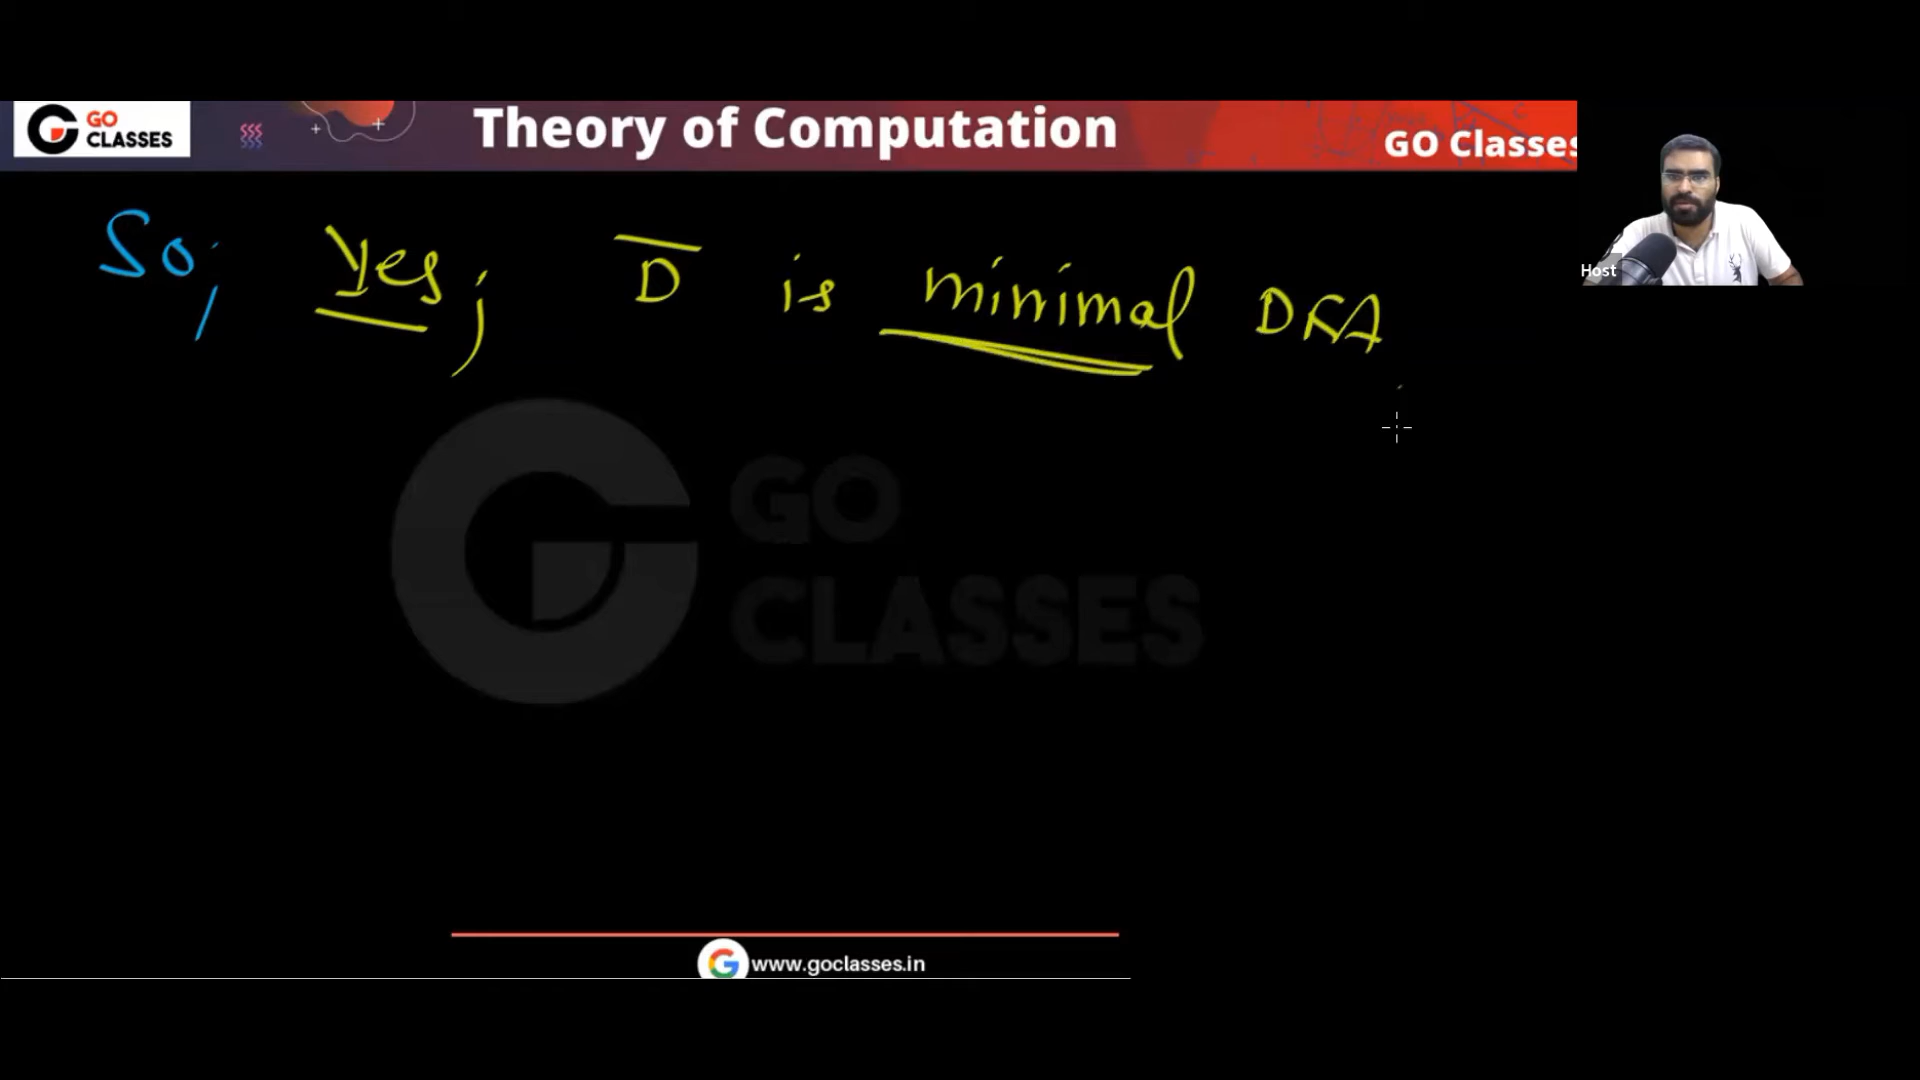 GO
CLASSES
Theory of Computation
GO Classes
Host
So, Yes; D̅ is minimal DFA
GO
CLASSES
www.goclasses.in